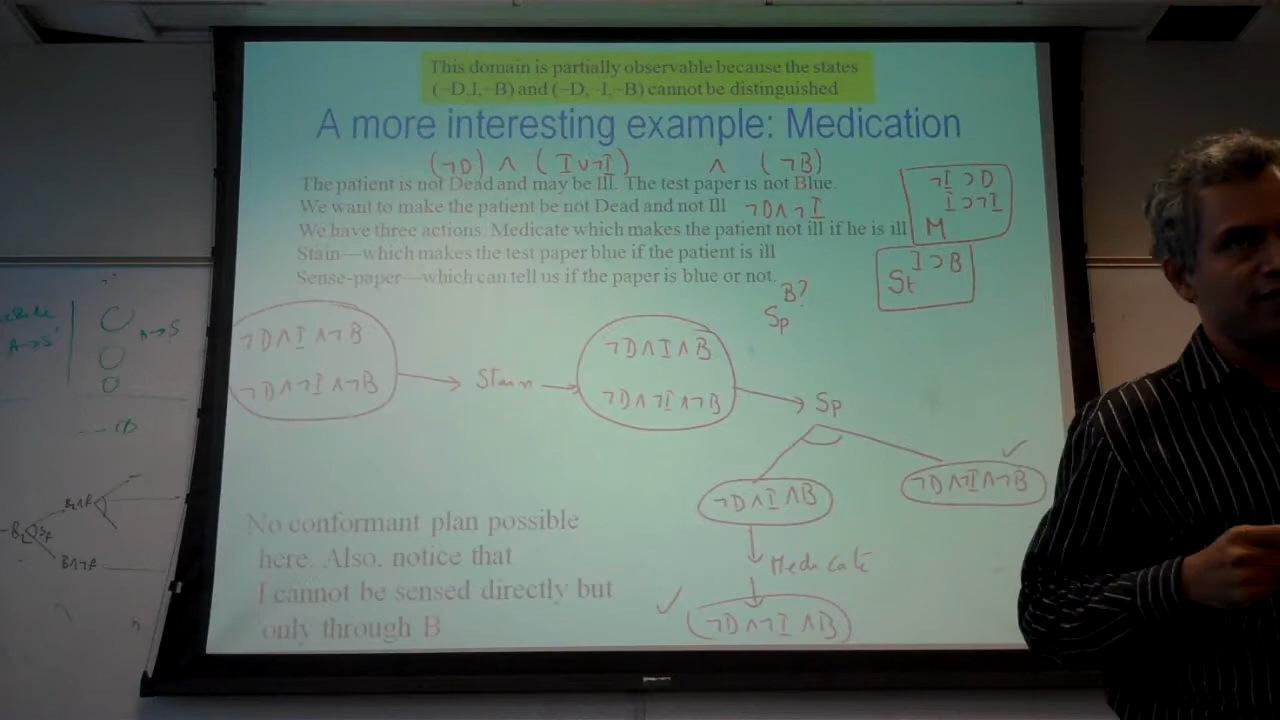 This domain is partially observable because the states
(¬D,I,¬B) and (¬D,¬I,¬B) cannot be distinguished
A more interesting example: Medication
(¬D) ∧ (I∨¬I) ∧ (¬B)
The patient is not Dead and may be Ill. The test paper is not Blue.
We want to make the patient be not Dead and not Ill ¬D∧¬I
We have three actions. Medicate which makes the patient not ill if he is ill
Stain—which makes the test paper blue if the patient is ill
Sense-paper—which can tell us if the paper is blue or not.
¬I ⊃ D
I ⊃ ¬I
M
I ⊃ B
St
B?
Sp
¬D∧I∧¬B
¬D∧¬I∧¬B
Stain
¬D∧I∧B
¬D∧¬I∧¬B
Sp
¬D∧I∧B
¬D∧¬I∧¬B
Medicate
¬D∧¬I∧B
No conformant plan possible
here. Also, notice that
I cannot be sensed directly but
only through B
A→S'
A→S